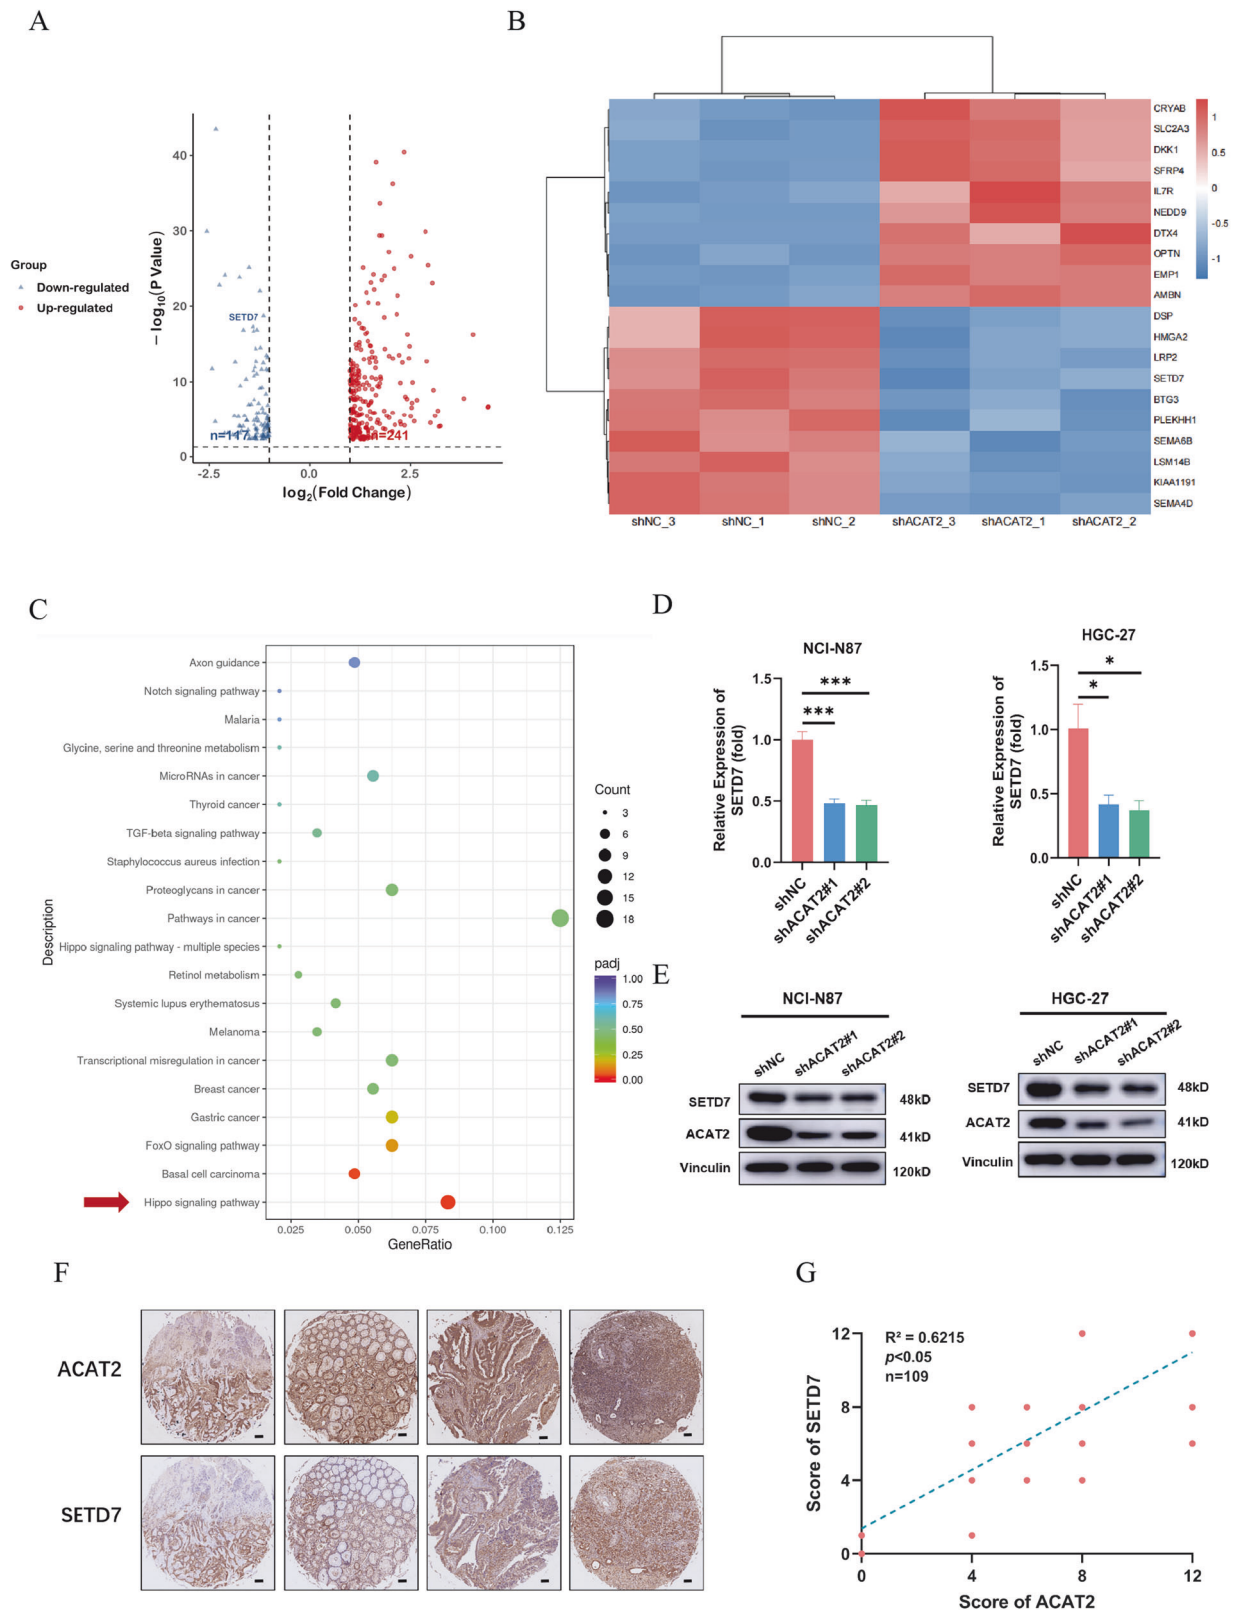 A
B
40
30
20
10
0
-2.5
0.0
2.5
−log10(P Value)
log2(Fold Change)
Group
Down-regulated
Up-regulated
SETD7
n=117
n=241
CRYAB
SLC2A3
DKK1
SFRP4
IL7R
NEDD9
DTX4
OPTN
EMP1
AMBN
DSP
HMGA2
LRP2
SETD7
BTG3
PLEKHH1
SEMA6B
LSM14B
KIAA1191
SEMA4D
shNC_3 shNC_1 shNC_2 shACAT2_3 shACAT2_1 shACAT2_2
1
0.5
0
-0.5
-1
C
Description
Axon guidance
Notch signaling pathway
Malaria
Glycine, serine and threonine metabolism
MicroRNAs in cancer
Thyroid cancer
TGF-beta signaling pathway
Staphylococcus aureus infection
Proteoglycans in cancer
Pathways in cancer
Hippo signaling pathway - multiple species
Retinol metabolism
Systemic lupus erythematosus
Melanoma
Transcriptional misregulation in cancer
Breast cancer
Gastric cancer
FoxO signaling pathway
Basal cell carcinoma
Hippo signaling pathway
0.025 0.050 0.075 0.100 0.125
GeneRatio
Count
3
6
9
12
15
18
padj
1.00
0.75
0.50
0.25
0.00
D
NCI-N87
Relative Expression of
SETD7 (fold)
1.5
1.0
0.5
0.0
***
***
shNC
shACAT2#1
shACAT2#2
HGC-27
Relative Expression of
SETD7 (fold)
1.5
1.0
0.5
0.0
*
*
shNC
shACAT2#1
shACAT2#2
E
NCI-N87
shNC shACAT2#1 shACAT2#2
SETD7 48kD
ACAT2 41kD
Vinculin 120kD
HGC-27
shNC shACAT2#1 shACAT2#2
SETD7 48kD
ACAT2 41kD
Vinculin 120kD
F
ACAT2
SETD7
G
R² = 0.6215
p<0.05
n=109
Score of SETD7
12
8
4
0
0 4 8 12
Score of ACAT2